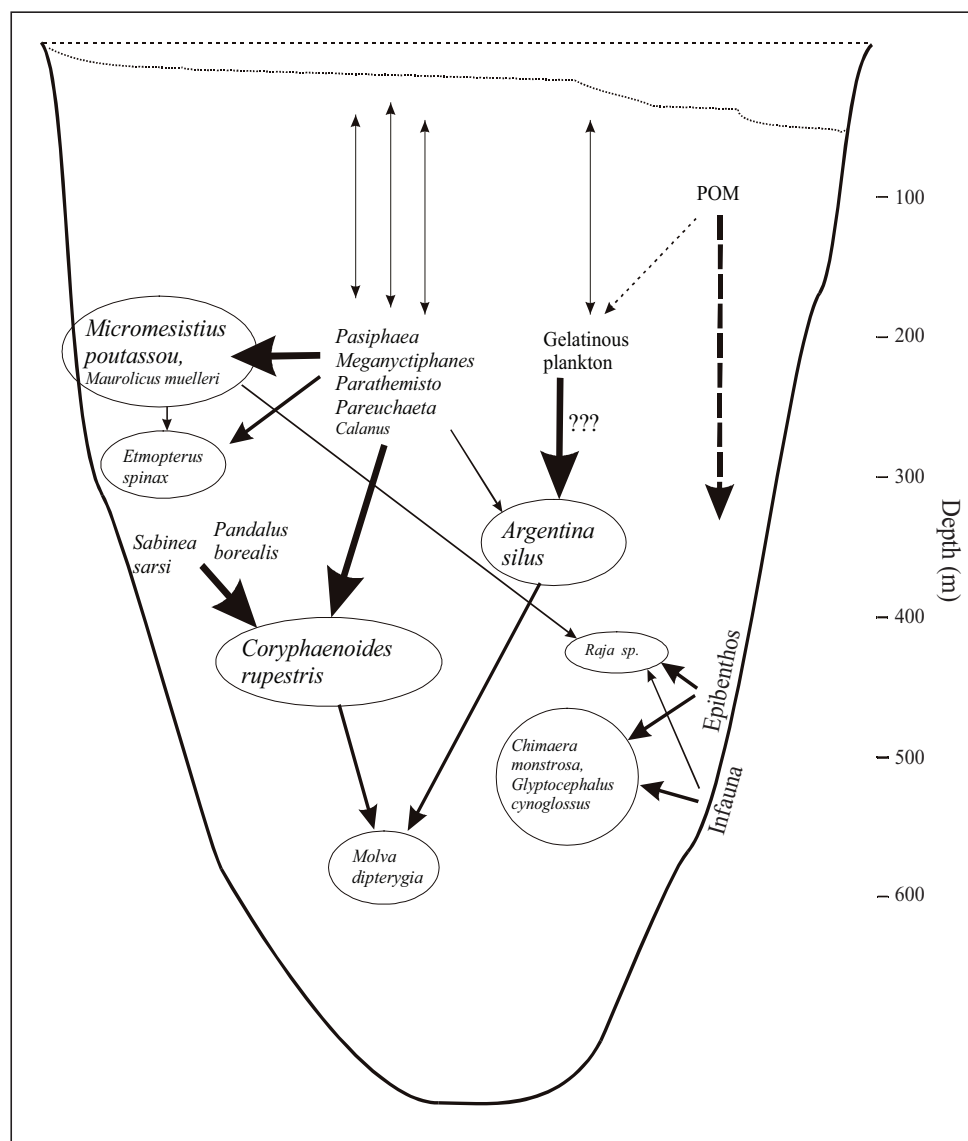 POM
100
200
300
400
500
600
Depth (m)
Micromesistius
poutassou,
Maurolicus muelleri
Pasiphaea
Meganyctiphanes
Parathemisto
Pareuchaeta
Calanus
Gelatinous
plankton
???
Etmopterus
spinax
Sabinea
sarsi
Pandalus
borealis
Argentina
silus
Coryphaenoides
rupestris
Raja sp.
Epibenthos
Chimaera
monstrosa,
Glyptocephalus
cynoglossus
Infauna
Molva
dipterygia